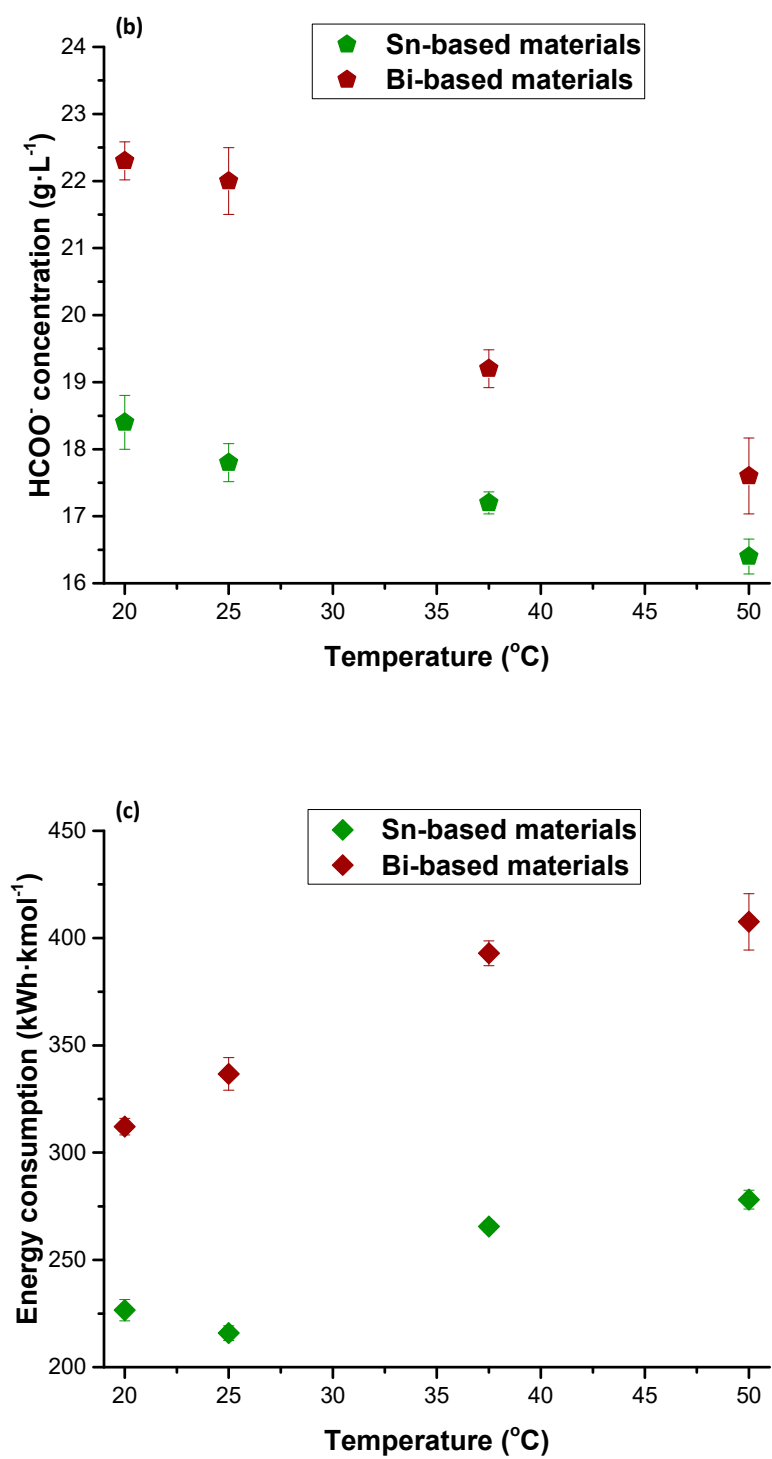 (b)
Sn-based materials
Bi-based materials
24
23
22
21
20
19
18
17
16
HCOO⁻ concentration (g·L⁻¹)
20 25 30 35 40 45 50
Temperature (°C)
(c)
Sn-based materials
Bi-based materials
450
400
350
300
250
200
Energy consumption (kWh·kmol⁻¹)
20 25 30 35 40 45 50
Temperature (°C)